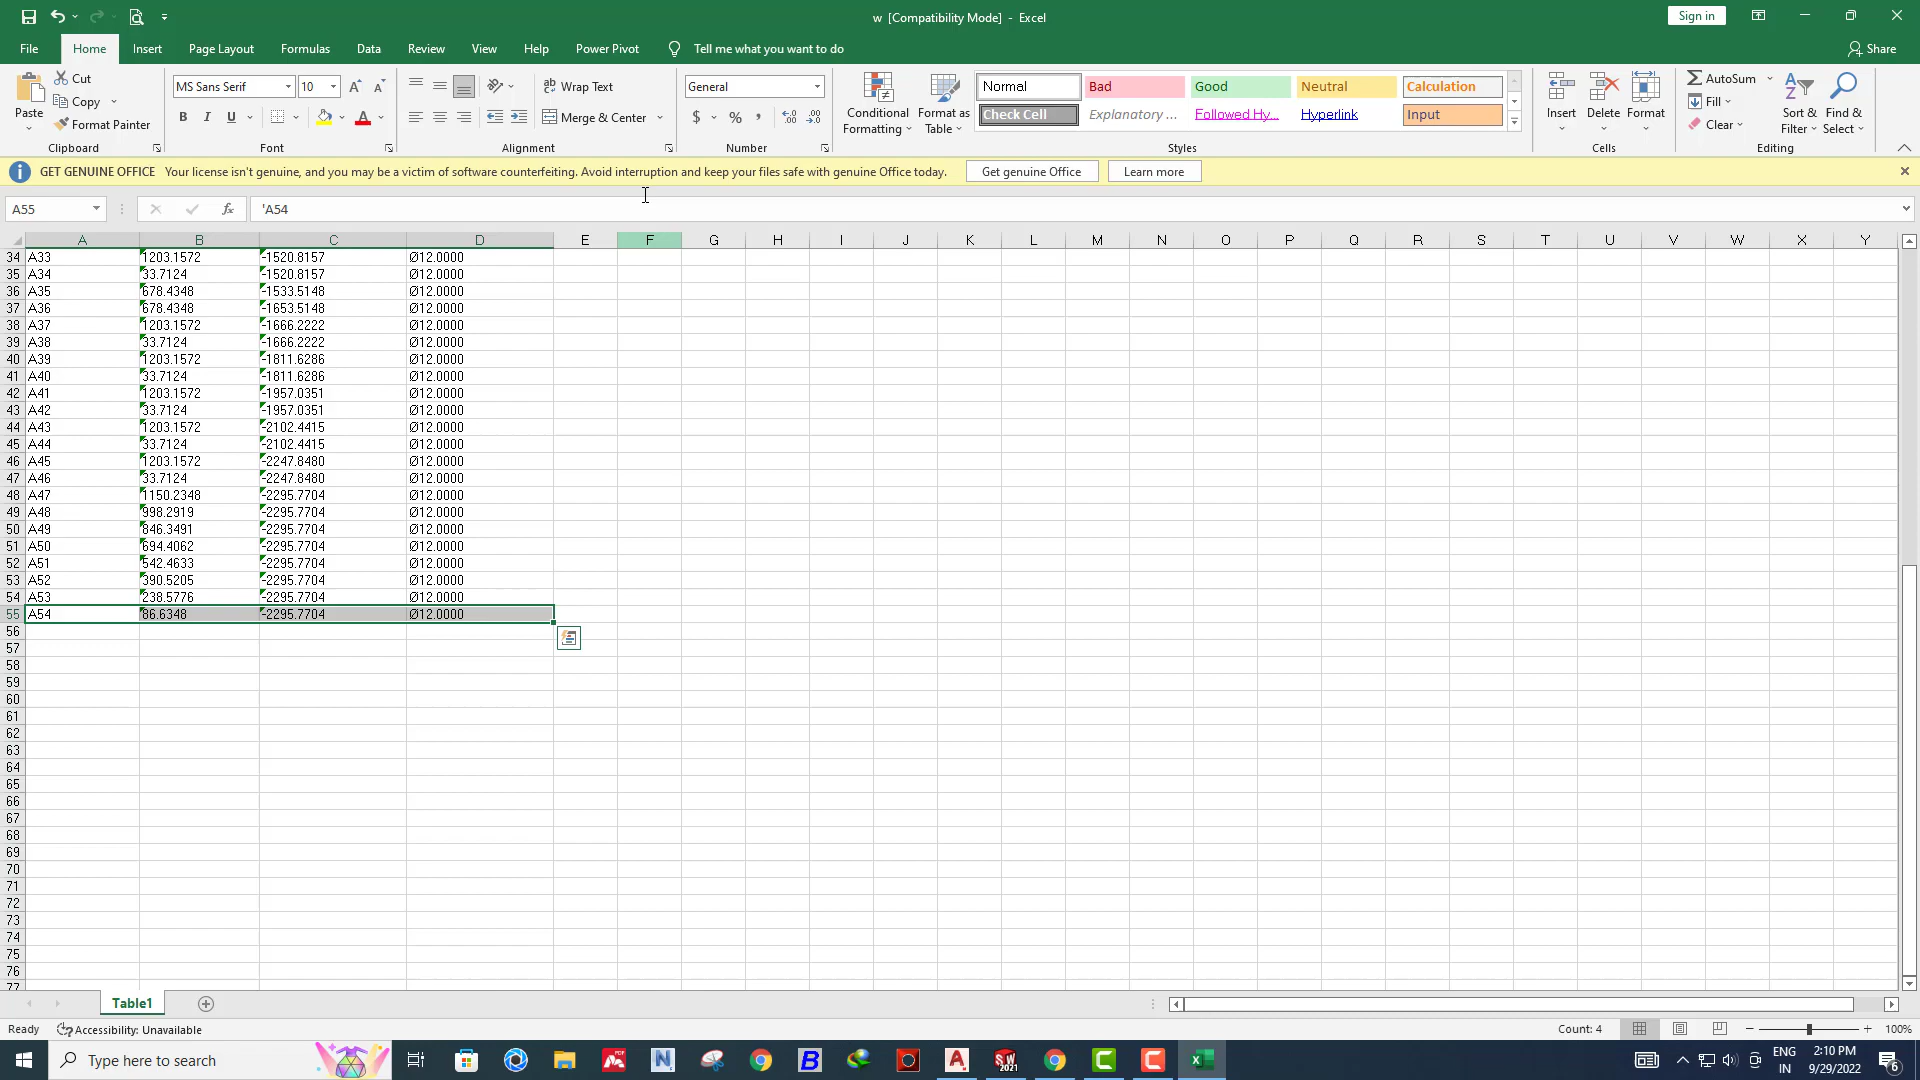 w [Compatibility Mode] - Excel
Sign in
File Home Insert Page Layout Formulas Data Review View Help Power Pivot Tell me what you want to do Share
Paste Cut Copy Format Painter Clipboard
MS Sans Serif 10 B I U A Font
Wrap Text Merge & Center Alignment
General $ % , Number
Conditional Formatting Format as Table
Normal Bad Good Neutral Calculation
Check Cell Explanatory ... Followed Hy... Hyperlink Input
Styles
Insert Delete Format Cells
AutoSum Fill Clear Sort & Filter Find & Select Editing
GET GENUINE OFFICE Your license isn't genuine, and you may be a victim of software counterfeiting. Avoid interruption and keep your files safe with genuine Office today. Get genuine Office Learn more
A55 fx 'A54
A B C D E F G H I J K L M N O P Q R S T U V W X Y
34 A33 1203.1572 -1520.8157 Ø12.0000
35 A34 33.7124 -1520.8157 Ø12.0000
36 A35 678.4348 -1533.5148 Ø12.0000
37 A36 678.4348 -1653.5148 Ø12.0000
38 A37 1203.1572 -1666.2222 Ø12.0000
39 A38 33.7124 -1666.2222 Ø12.0000
40 A39 1203.1572 -1811.6286 Ø12.0000
41 A40 33.7124 -1811.6286 Ø12.0000
42 A41 1203.1572 -1957.0351 Ø12.0000
43 A42 33.7124 -1957.0351 Ø12.0000
44 A43 1203.1572 -2102.4415 Ø12.0000
45 A44 33.7124 -2102.4415 Ø12.0000
46 A45 1203.1572 -2247.8480 Ø12.0000
47 A46 33.7124 -2247.8480 Ø12.0000
48 A47 1150.2348 -2295.7704 Ø12.0000
49 A48 998.2919 -2295.7704 Ø12.0000
50 A49 846.3491 -2295.7704 Ø12.0000
51 A50 694.4062 -2295.7704 Ø12.0000
52 A51 542.4633 -2295.7704 Ø12.0000
53 A52 390.5205 -2295.7704 Ø12.0000
54 A53 238.5776 -2295.7704 Ø12.0000
55 A54 86.6348 -2295.7704 Ø12.0000
56
57
58
59
60
61
62
63
64
65
66
67
68
69
70
71
72
73
74
75
76
77
Table1
Ready Accessibility: Unavailable Count: 4 100%
Type here to search
SW 2021
ENG IN
2:10 PM
9/29/2022
6